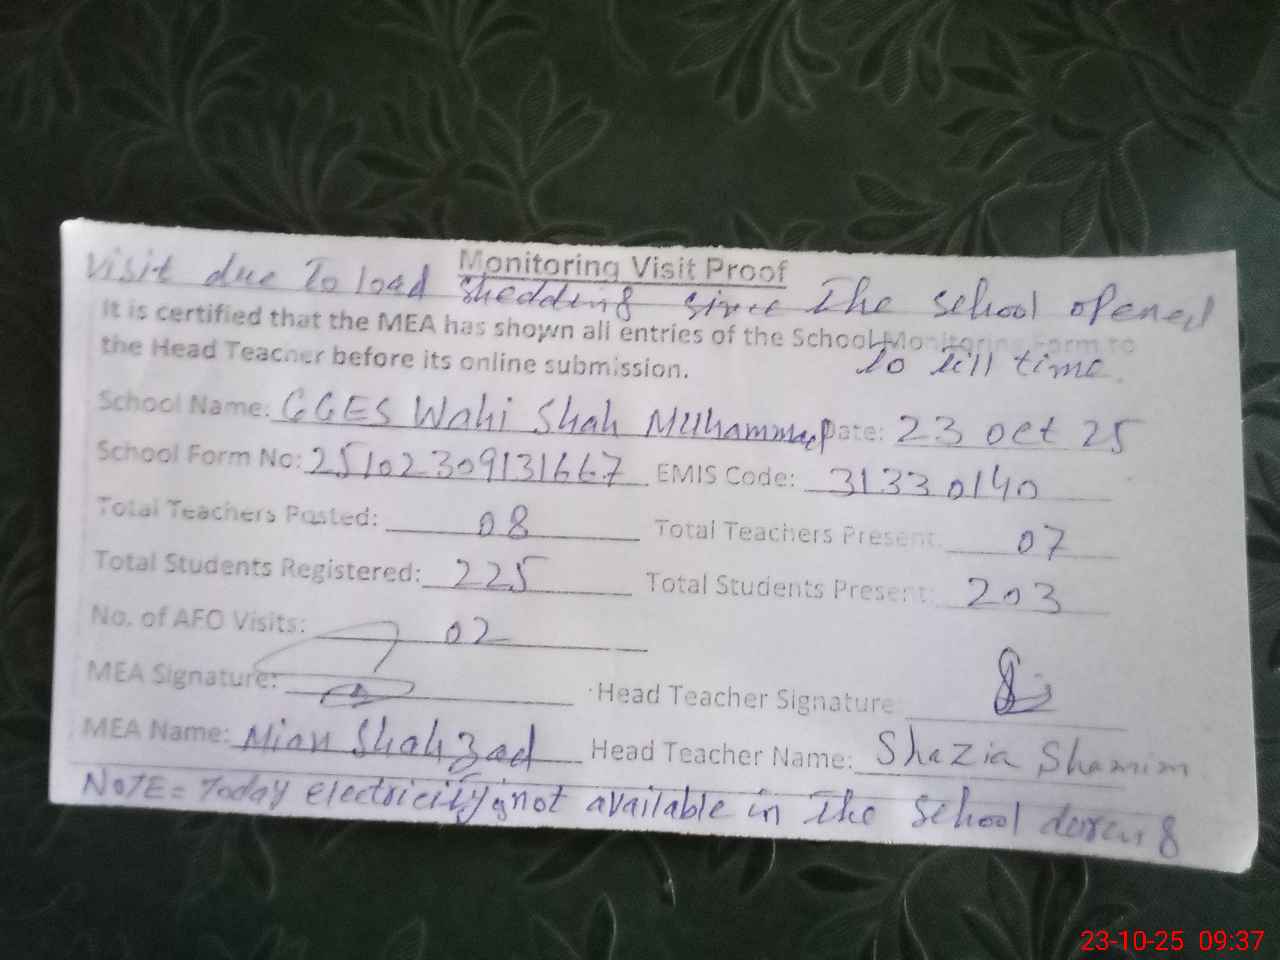 Monitoring Visit Proof
visit due To load shedding since The school opened
to till time.
It is certified that the MEA has shown all entries of the School Monitoring Form to
the Head Teacher before its online submission.
School Name: GGES Wahi Shah Muhammad Date: 23 oct 25
School Form No: 25102309131667 EMIS Code: 31330140
Total Teachers Posted: 08 Total Teachers Present: 07
Total Students Registered: 225 Total Students Present: 203
No. of AEO Visits: 02
MEA Signature: Head Teacher Signature:
MEA Name: Mian Shahzad Head Teacher Name: Shazia Shamim
NOTE= Today electricity is not available in The school during
23-10-25 09:37